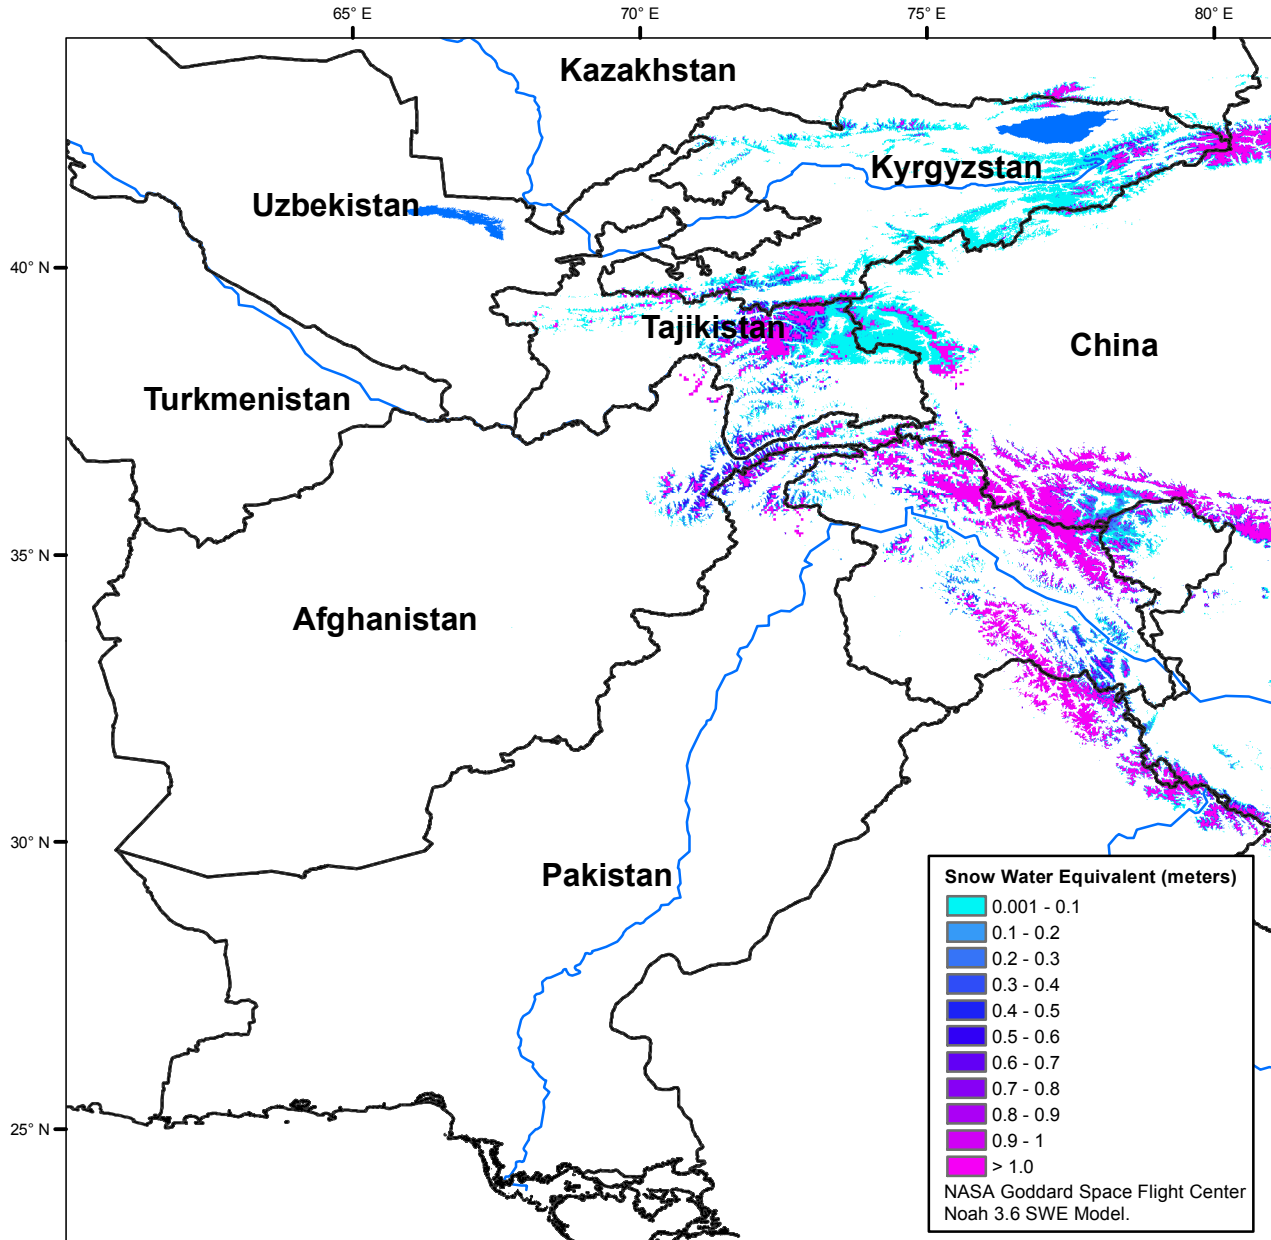 65° E 70° E 75° E 80° E
Kazakhstan
Kyrgyzstan
Uzbekistan
40° N
Tajikistan
China
Turkmenistan
35° N
Afghanistan
30° N
Pakistan
Snow Water Equivalent (meters)
0.001 - 0.1
0.1 - 0.2
0.2 - 0.3
0.3 - 0.4
0.4 - 0.5
0.5 - 0.6
0.6 - 0.7
0.7 - 0.8
0.8 - 0.9
0.9 - 1
> 1.0
25° N
NASA Goddard Space Flight Center
Noah 3.6 SWE Model.